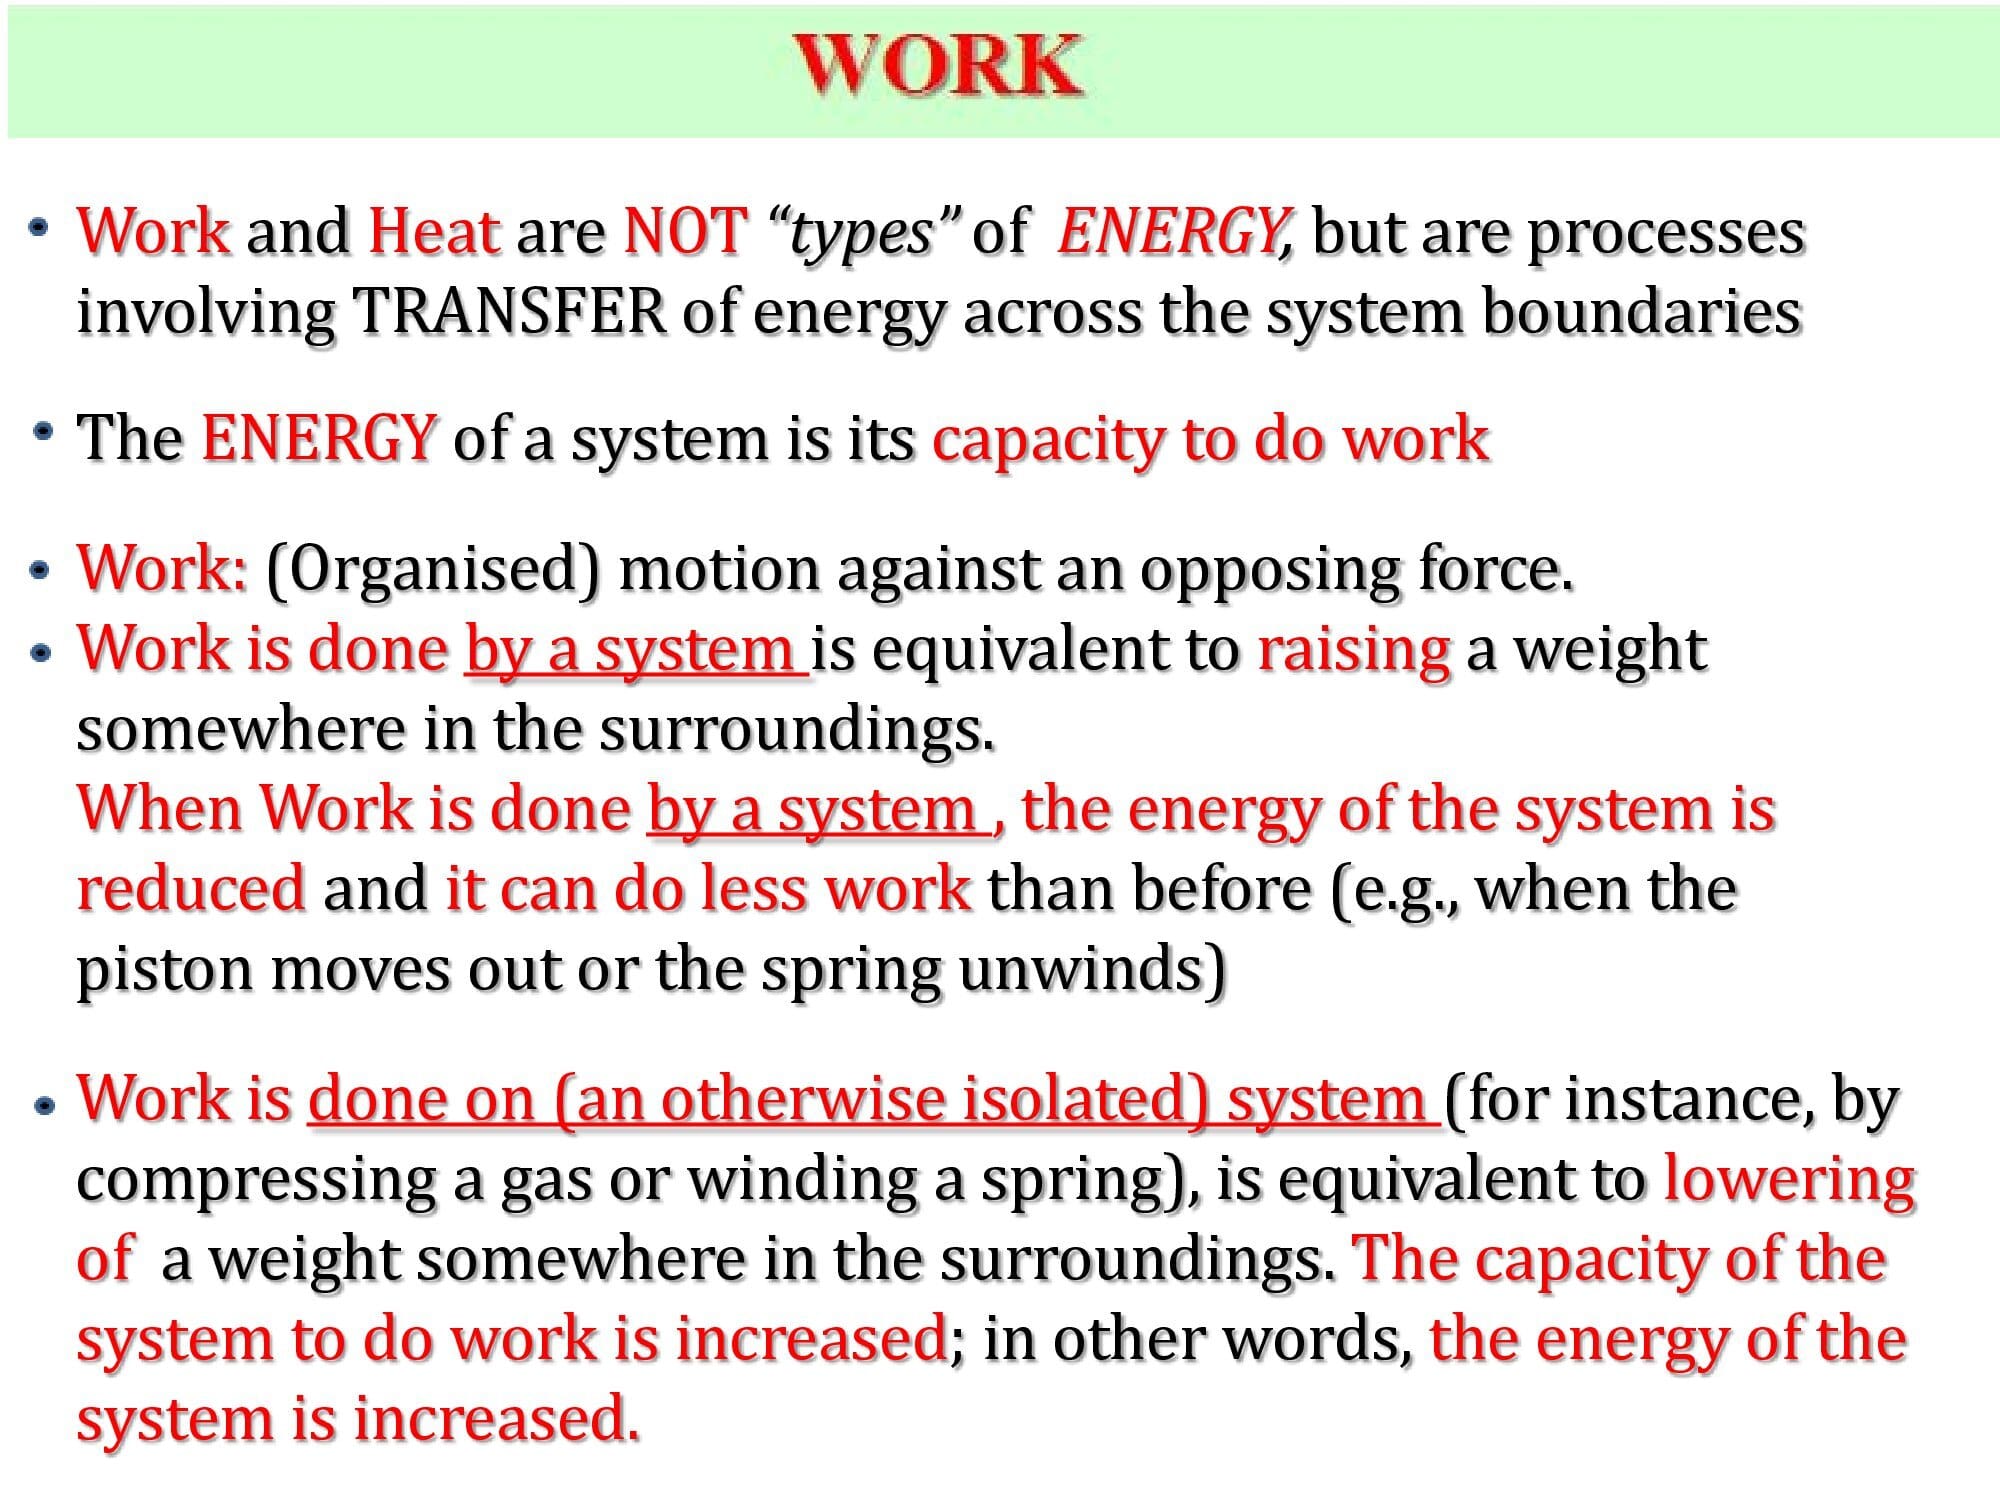 WORK
• Work and Heat are NOT “types” of ENERGY, but are processes
involving TRANSFER of energy across the system boundaries
• The ENERGY of a system is its capacity to do work
• Work: (Organised) motion against an opposing force.
• Work is done by a system is equivalent to raising a weight
somewhere in the surroundings.
When Work is done by a system , the energy of the system is
reduced and it can do less work than before (e.g., when the
piston moves out or the spring unwinds)
• Work is done on (an otherwise isolated) system (for instance, by
compressing a gas or winding a spring), is equivalent to lowering
of a weight somewhere in the surroundings. The capacity of the
system to do work is increased; in other words, the energy of the
system is increased.